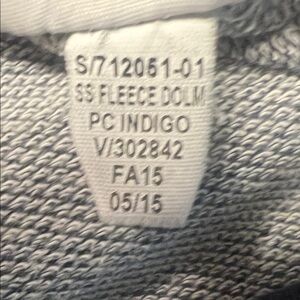 S/712051-01
SS FLEECE DOLM
PC INDIGO
V/302842
FA15
05/15